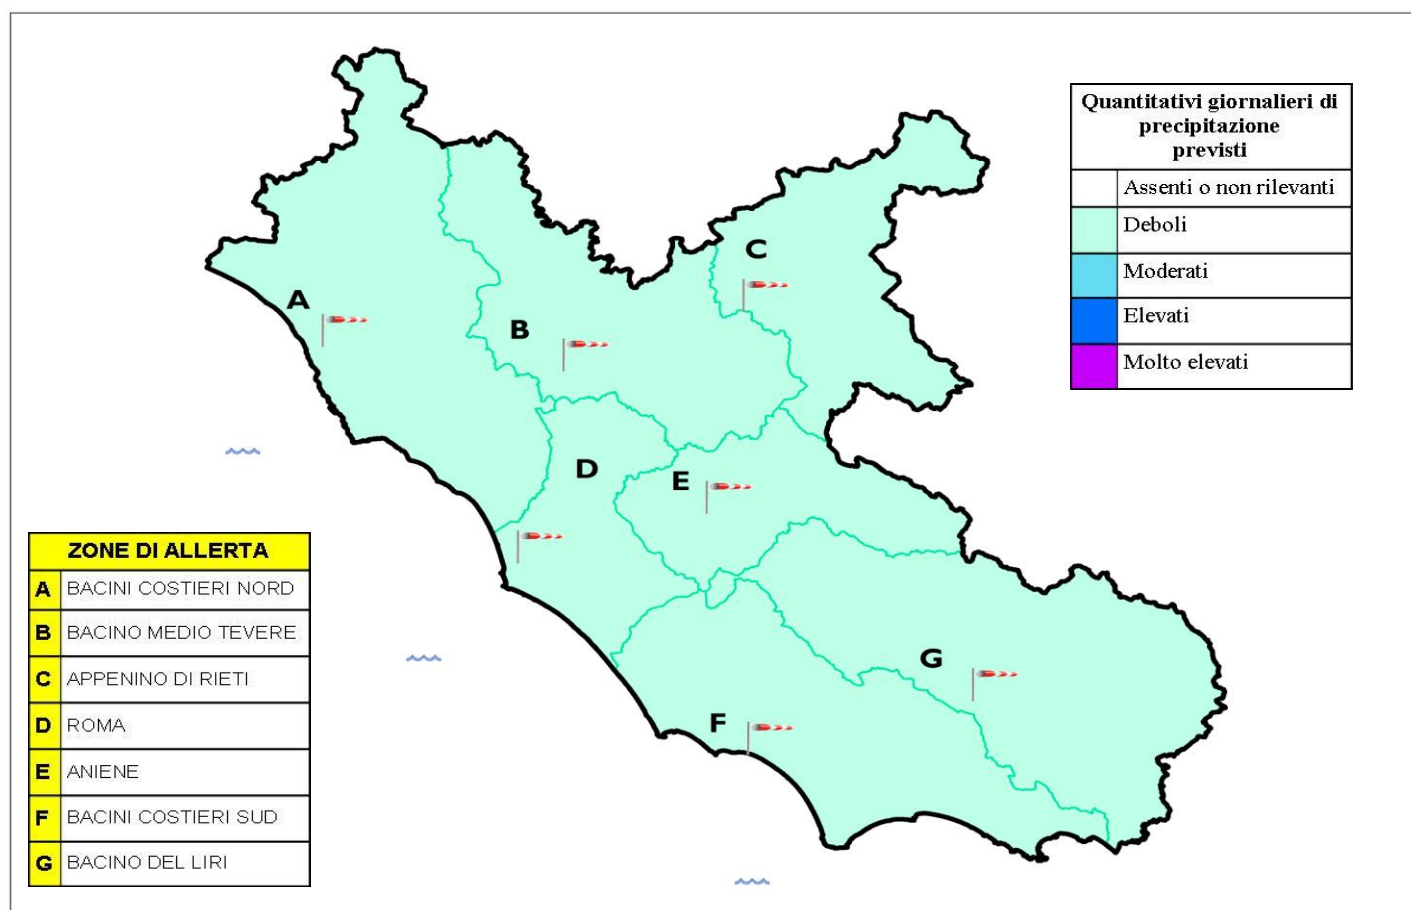 Quantitativi giornalieri di
precipitazione
previsti
Assenti o non rilevanti
Deboli
Moderati
Elevati
Molto elevati
C
A
B
D
E
G
F
ZONE DI ALLERTA
A BACINI COSTIERI NORD
B BACINO MEDIO TEVERE
C APPENINO DI RIETI
D ROMA
E ANIENE
F BACINI COSTIERI SUD
G BACINO DEL LIRI